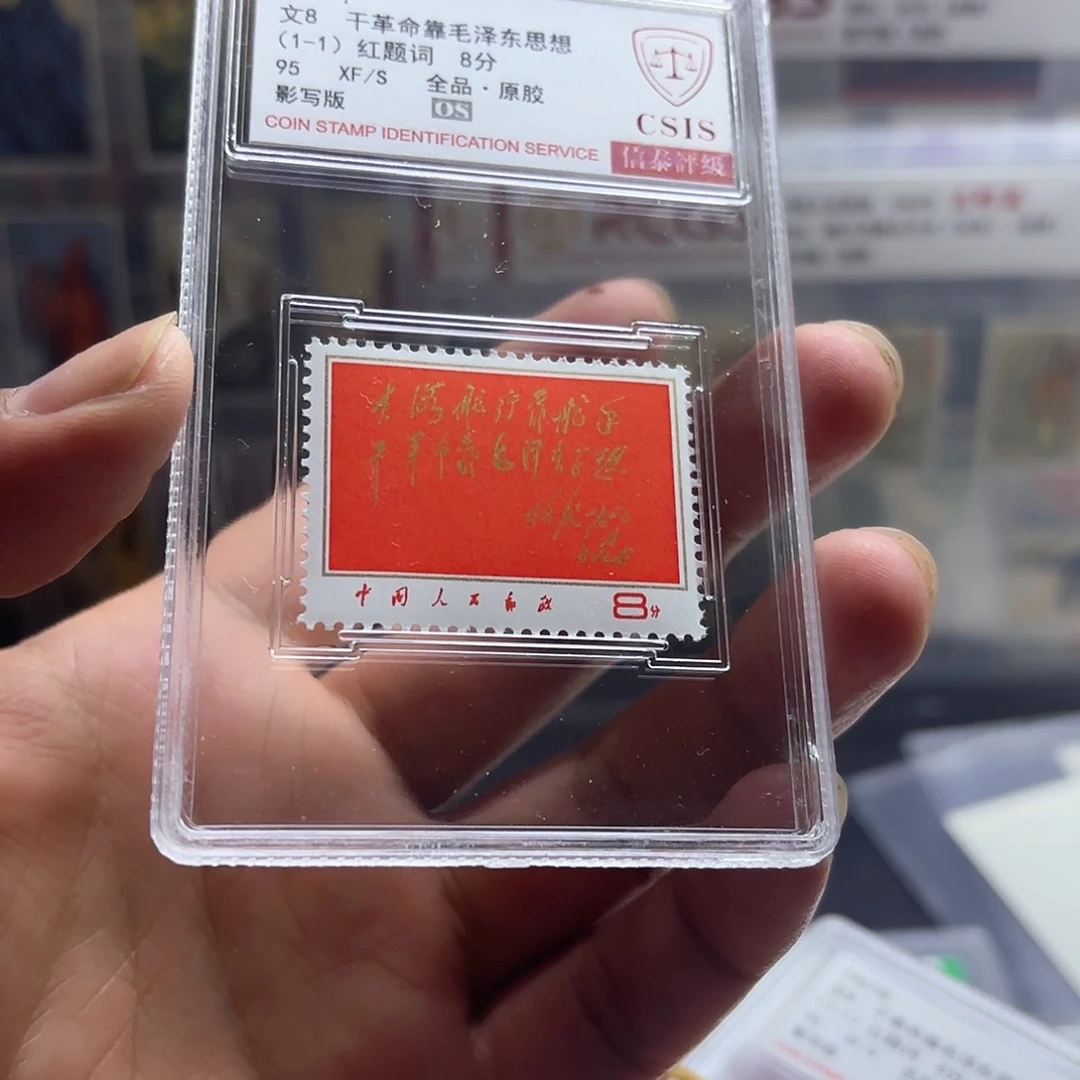 文8 干革命靠毛泽东思想
(1-1) 红题词 8分
95 XF/S 全品·原胶
影写版 OS
COIN STAMP IDENTIFICATION SERVICE
CSIS
信泰評級
大海航行靠舵手
干革命靠毛泽东思想
林彪
中国人民邮政 8分